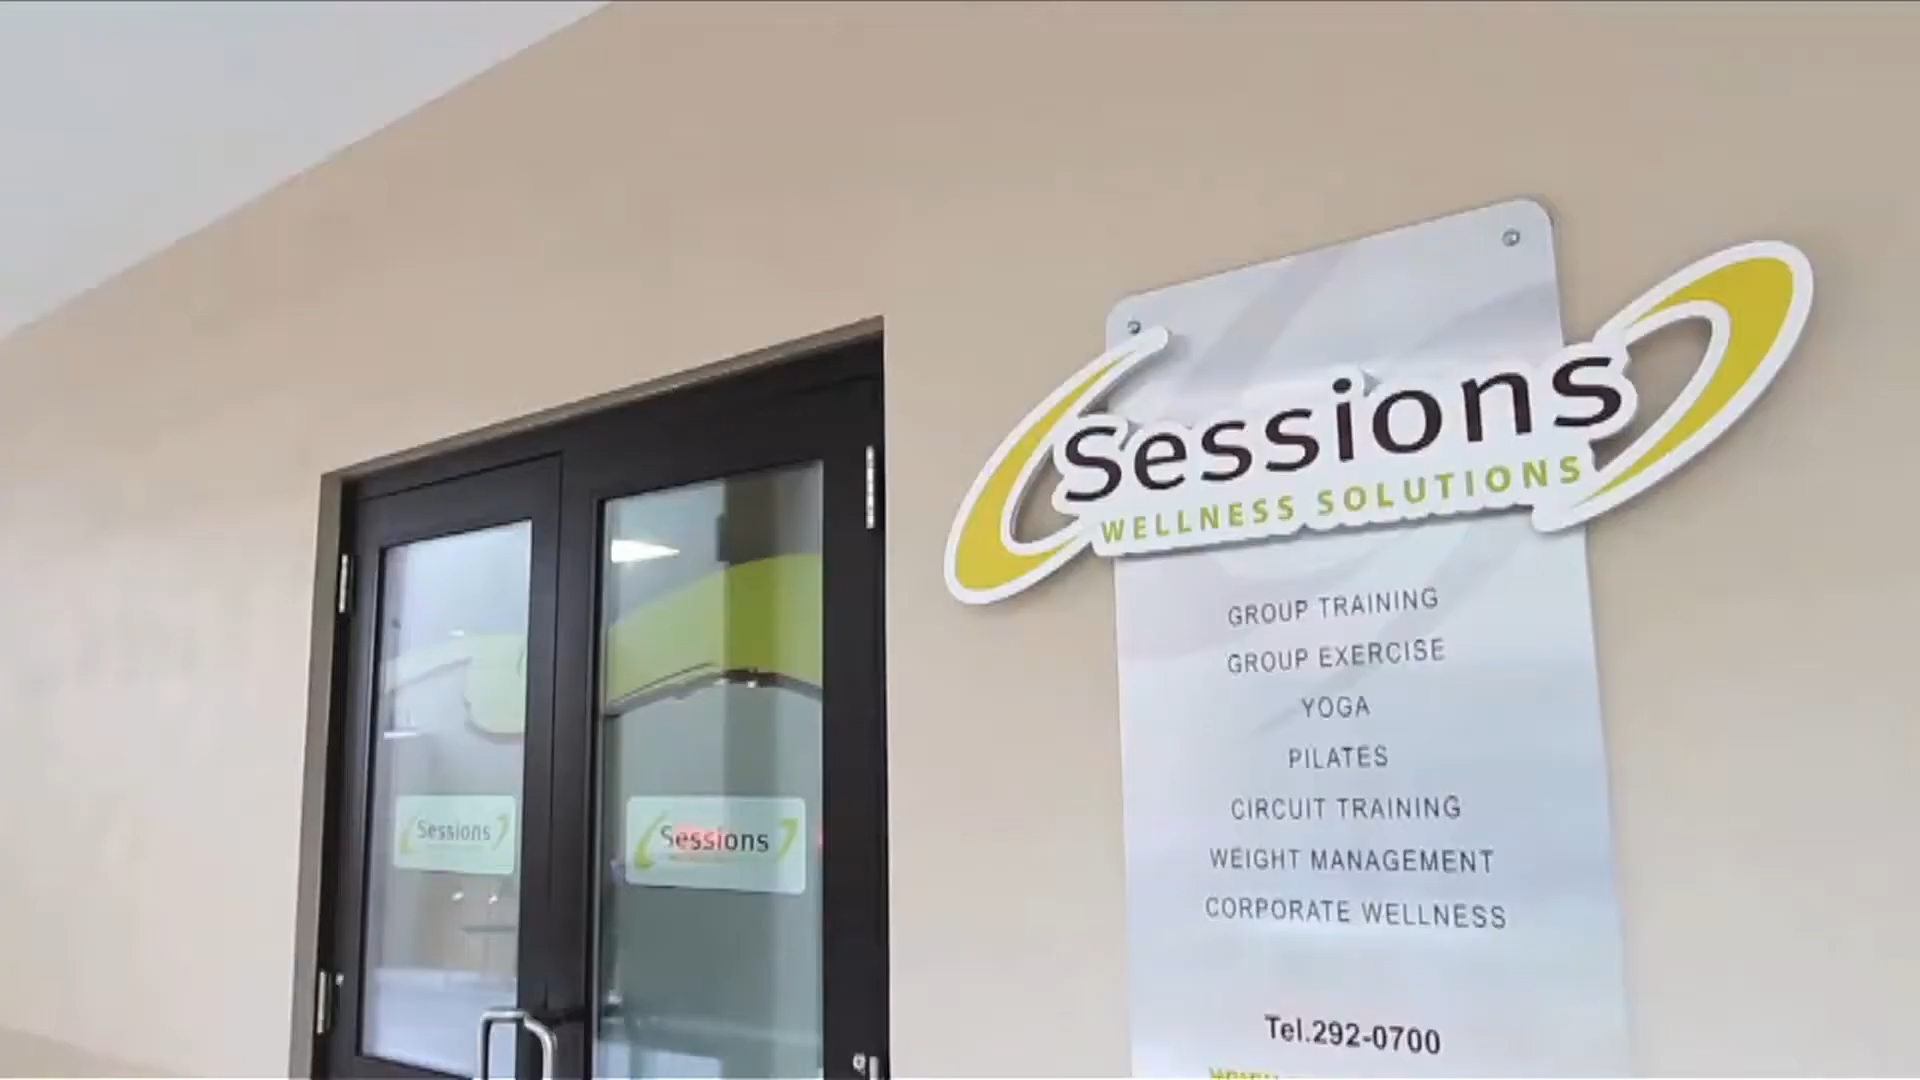 Sessions
WELLNESS SOLUTIONS
GROUP TRAINING
GROUP EXERCISE
YOGA
PILATES
CIRCUIT TRAINING
WEIGHT MANAGEMENT
CORPORATE WELLNESS
Tel.292-0700
Sessions
Sessions